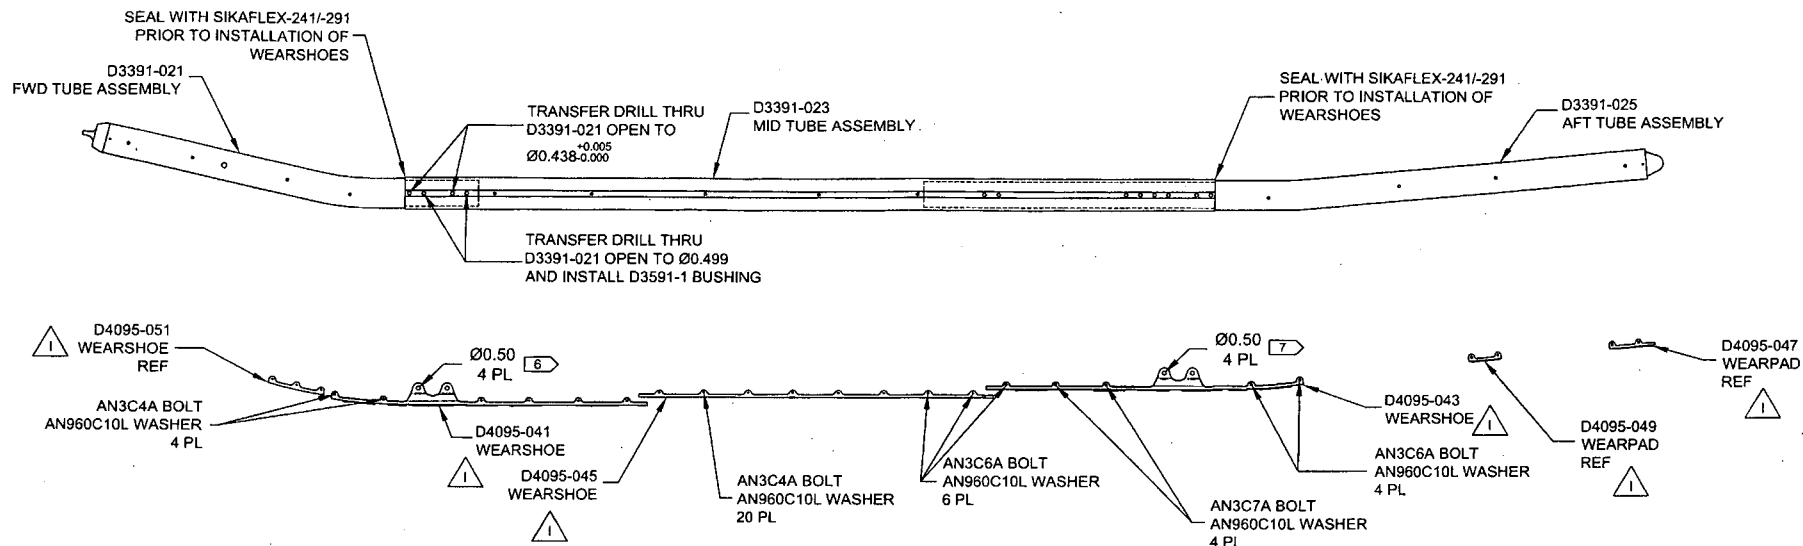 SEAL WITH SIKAFLEX-241/-291
PRIOR TO INSTALLATION OF
WEARSHOES
D3391-021
FWD TUBE ASSEMBLY
TRANSFER DRILL THRU
D3391-021 OPEN TO
Ø0.438 +0.005 -0.000
D3391-023
MID TUBE ASSEMBLY
SEAL WITH SIKAFLEX-241/-291
PRIOR TO INSTALLATION OF
WEARSHOES
D3391-025
AFT TUBE ASSEMBLY
TRANSFER DRILL THRU
D3391-021 OPEN TO Ø0.499
AND INSTALL D3591-1 BUSHING
1
D4095-051
WEARSHOE
REF
Ø0.50
4 PL
6
AN3C4A BOLT
AN960C10L WASHER
4 PL
D4095-041
WEARSHOE
1
D4095-045
WEARSHOE
1
AN3C4A BOLT
AN960C10L WASHER
20 PL
AN3C6A BOLT
AN960C10L WASHER
6 PL
Ø0.50
4 PL
7
AN3C7A BOLT
AN960C10L WASHER
4 PL
AN3C6A BOLT
AN960C10L WASHER
4 PL
D4095-043
WEARSHOE
1
D4095-049
WEARPAD
REF
1
D4095-047
WEARPAD
REF
1